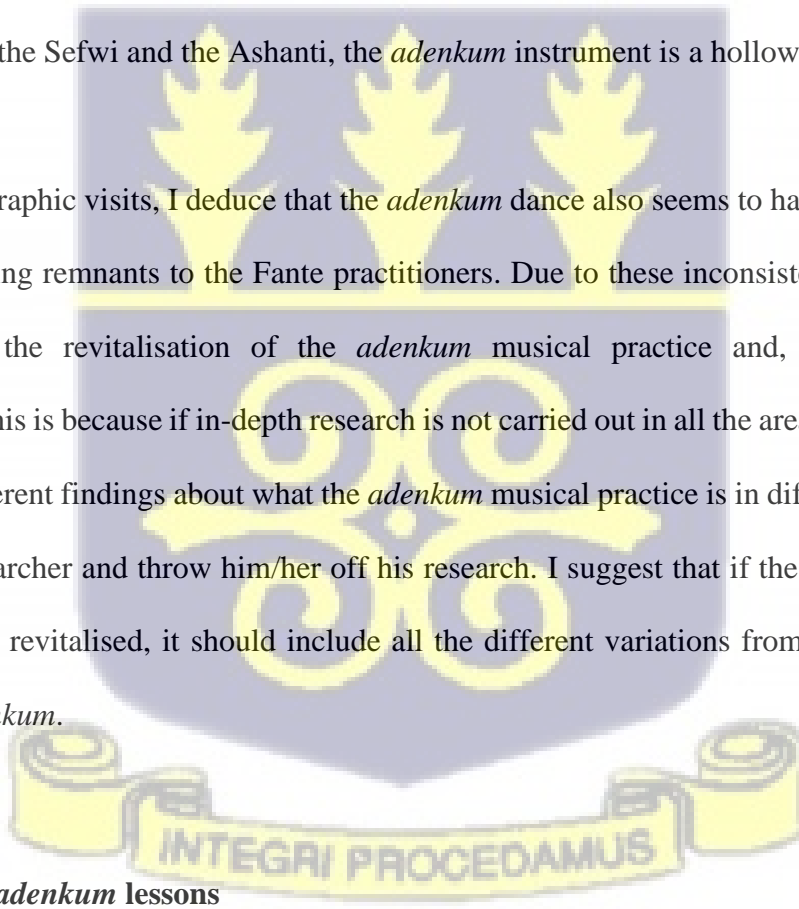 the Sefwi and the Ashanti, the adenkum instrument is a hollow
raphic visits, I deduce that the adenkum dance also seems to ha
ing remnants to the Fante practitioners. Due to these inconsiste
the revitalisation of the adenkum musical practice and,
his is because if in-depth research is not carried out in all the area
erent findings about what the adenkum musical practice is in dif
archer and throw him/her off his research. I suggest that if the
revitalised, it should include all the different variations from
nkum.
INTEGRI PROCEDAMUS
adenkum lessons